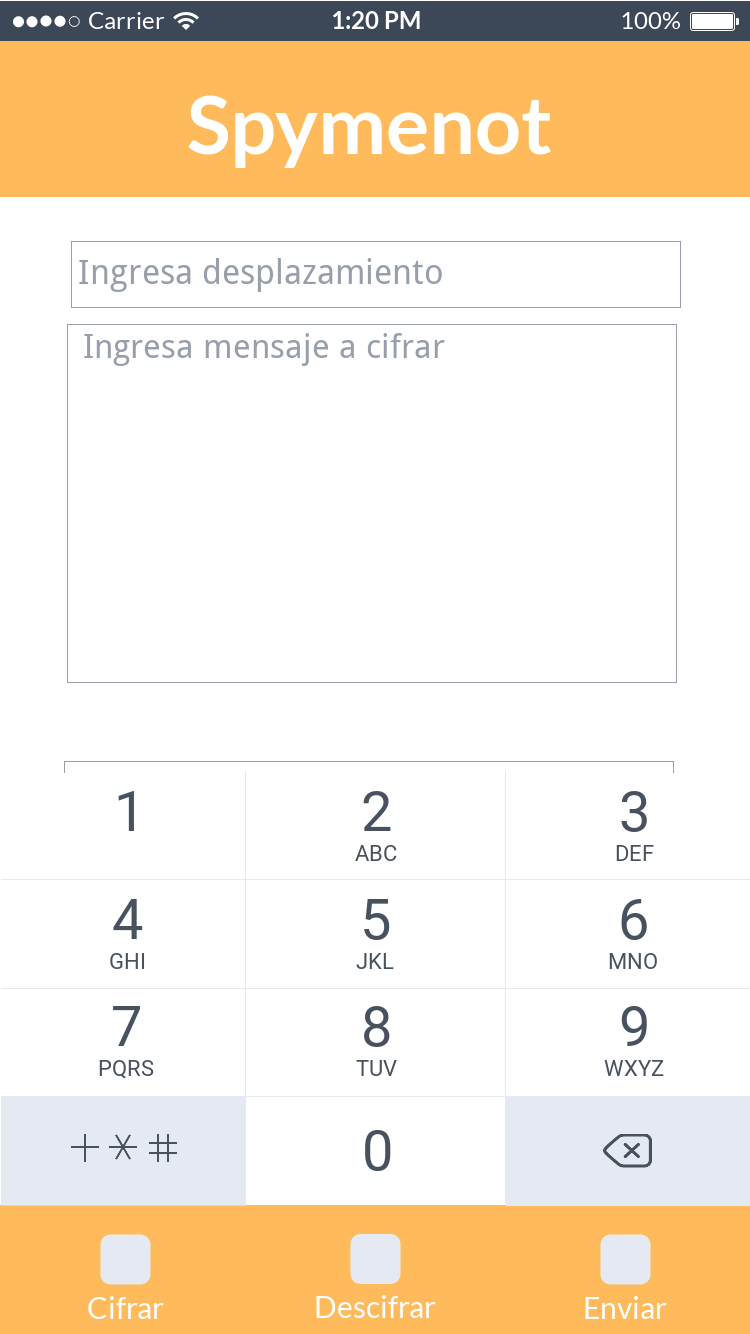 Carrier 1:20 PM 100%
Spymenot
Ingresa desplazamiento
Ingresa mensaje a cifrar
1 2 3
ABC DEF
4 5 6
GHI JKL MNO
7 8 9
PQRS TUV WXYZ
+ * # 0
Cifrar Descifrar Enviar